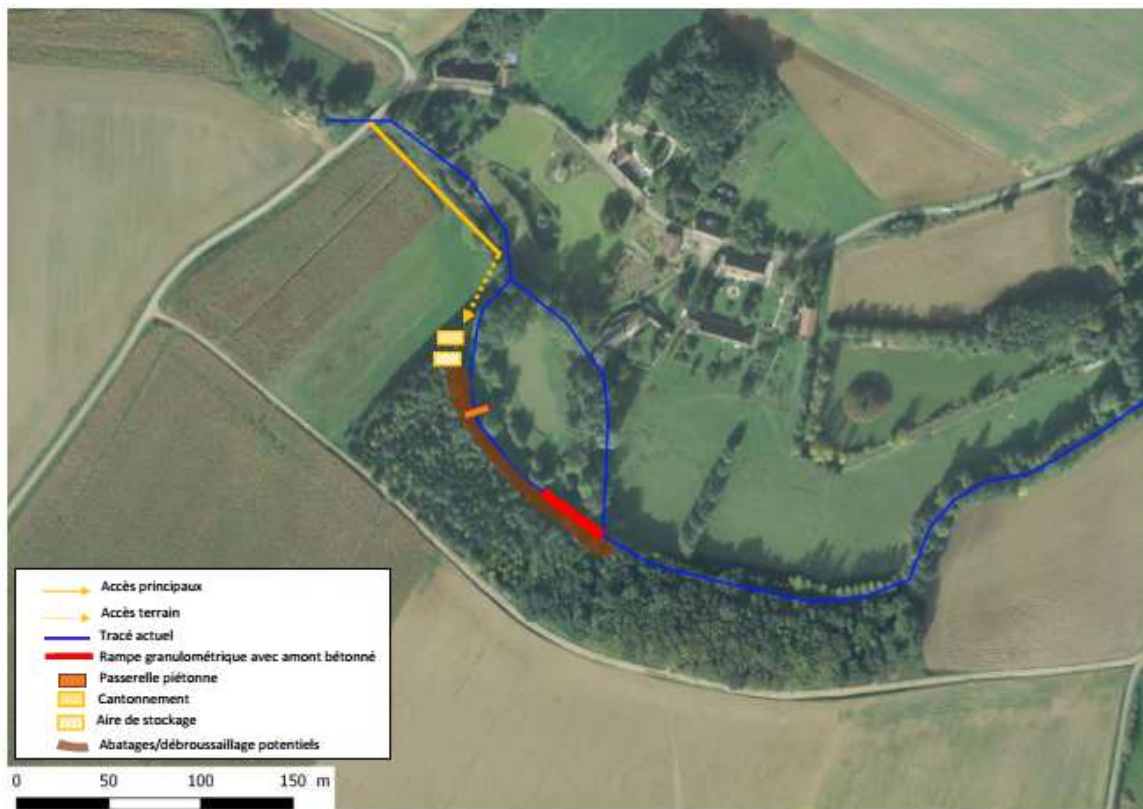 Accès principaux
Accès terrain
Tracé actuel
Rampe granulométrique avec amont bétonné
Passerelle piétonne
Cantonnement
Aire de stockage
Abatages/débroussaillage potentiels
0 50 100 150 m